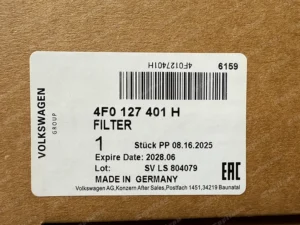 4F0127401H
6159
VOLKSWAGEN
GROUP
4F0 127 401 H
FILTER
1 Stück PP 08.16.2025
Expire Date: 2028.06
Lot: SV LS 804079
MADE IN GERMANY
EAC
Volkswagen AG,Konzern After Sales,Postfach 1451,34219 Baunatal